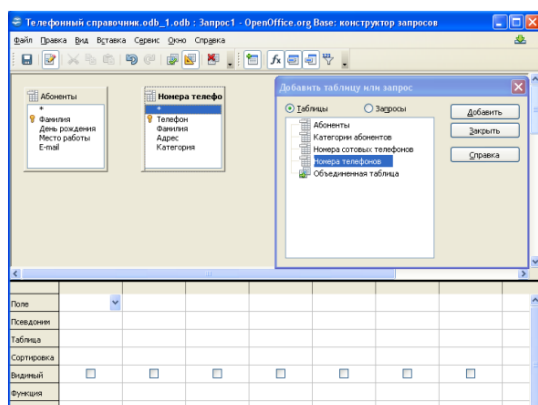 Телефонный справочник.odb_1.odb : Запрос1 - OpenOffice.org Base: конструктор запросов
Файл Правка Вид Вставка Сервис Окно Справка
Абоненты
*
Фамилия
День рождения
Место работы
E-mail
Номера телефо
*
Телефон
Фамилия
Адрес
Категория
Добавить таблицу или запрос
Таблицы Запросы
Абоненты
Категории абонентов
Номера сотовых телефонов
Номера телефонов
Объединенная таблица
Добавить
Закрыть
Справка
Поле
Псевдоним
Таблица
Сортировка
Видимый
Функция